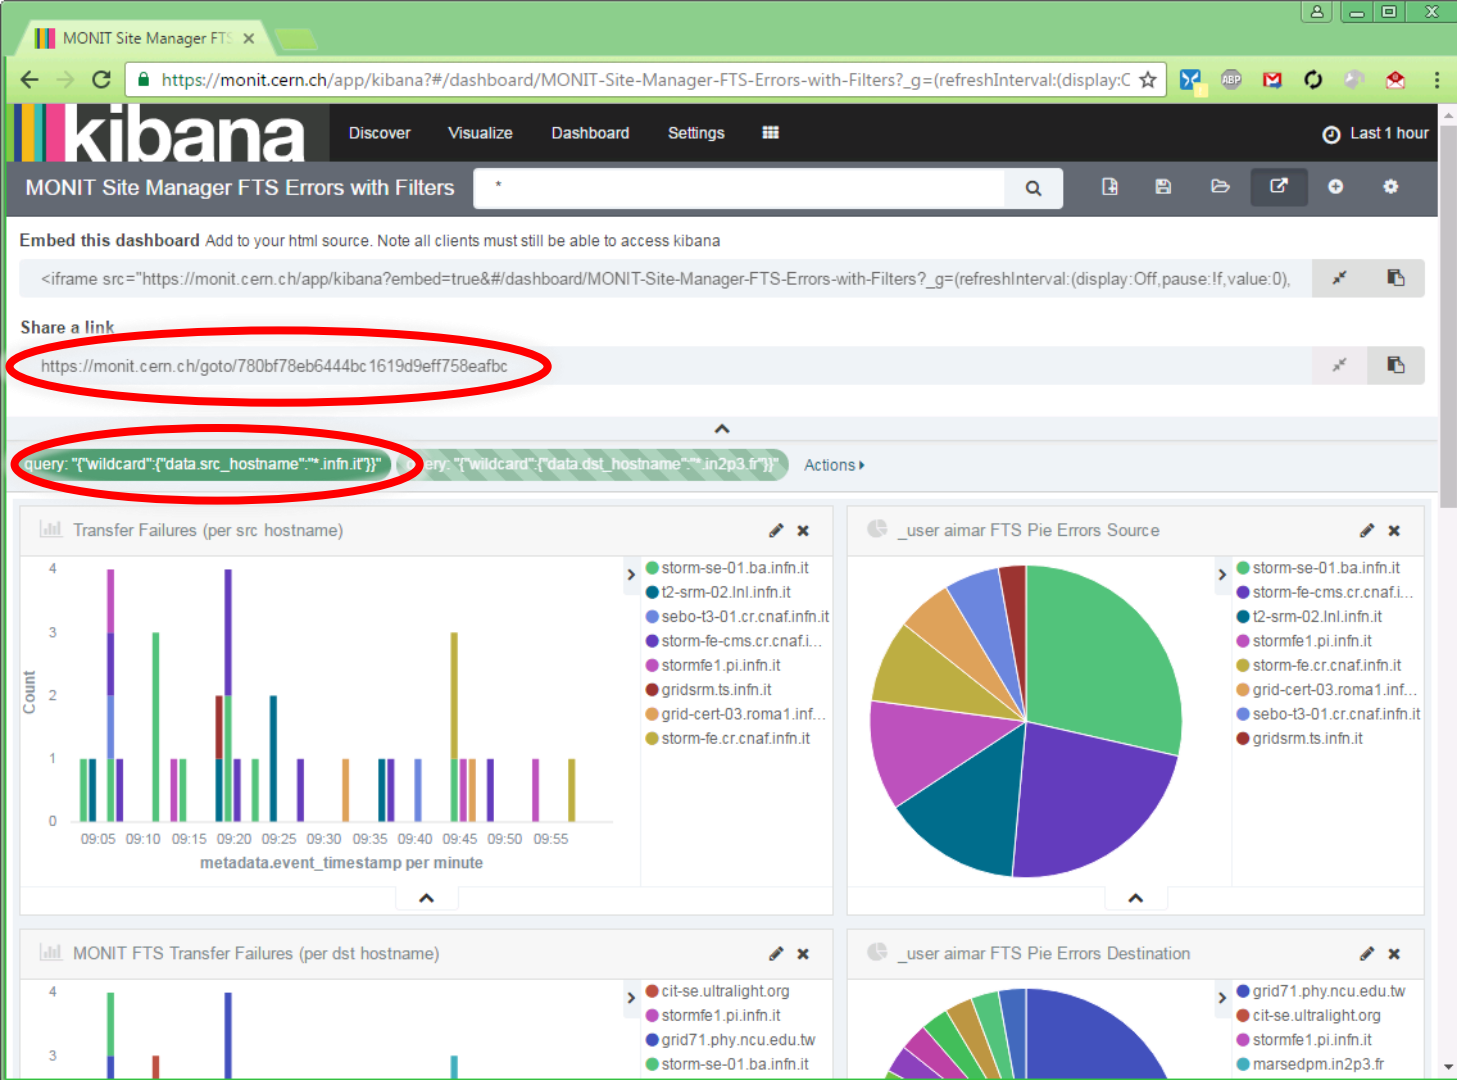 MONIT Site Manager FTS
https://monit.cern.ch/app/kibana?#/dashboard/MONIT-Site-Manager-FTS-Errors-with-Filters?_g=(refreshInterval:(display:O
ABP
kibana
Discover Visualize Dashboard Settings
Last 1 hour
MONIT Site Manager FTS Errors with Filters
*
Embed this dashboard Add to your html source. Note all clients must still be able to access kibana
<iframe src="https://monit.cern.ch/app/kibana?embed=true&#/dashboard/MONIT-Site-Manager-FTS-Errors-with-Filters?_g=(refreshInterval:(display:Off,pause:!f,value:0),
Share a link
https://monit.cern.ch/goto/780bf78eb6444bc1619d9eff758eafbc
query: "{"wildcard":{"data.src_hostname":"*.infn.it"}}"
query: "{"wildcard":{"data.dst_hostname":"*.in2p3.fr"}}"
Actions
Transfer Failures (per src hostname)
4
3
2
1
0
Count
09:05 09:10 09:15 09:20 09:25 09:30 09:35 09:40 09:45 09:50 09:55
metadata.event_timestamp per minute
storm-se-01.ba.infn.it
t2-srm-02.lnl.infn.it
sebo-t3-01.cr.cnaf.infn.it
storm-fe-cms.cr.cnaf.i...
stormfe1.pi.infn.it
gridsrm.ts.infn.it
grid-cert-03.roma1.inf...
storm-fe.cr.cnaf.infn.it
_user aimar FTS Pie Errors Source
storm-se-01.ba.infn.it
storm-fe-cms.cr.cnaf.i...
t2-srm-02.lnl.infn.it
stormfe1.pi.infn.it
storm-fe.cr.cnaf.infn.it
grid-cert-03.roma1.inf...
sebo-t3-01.cr.cnaf.infn.it
gridsrm.ts.infn.it
MONIT FTS Transfer Failures (per dst hostname)
4
3
cit-se.ultralight.org
stormfe1.pi.infn.it
grid71.phy.ncu.edu.tw
storm-se-01.ba.infn.it
_user aimar FTS Pie Errors Destination
grid71.phy.ncu.edu.tw
cit-se.ultralight.org
stormfe1.pi.infn.it
marsedpm.in2p3.fr